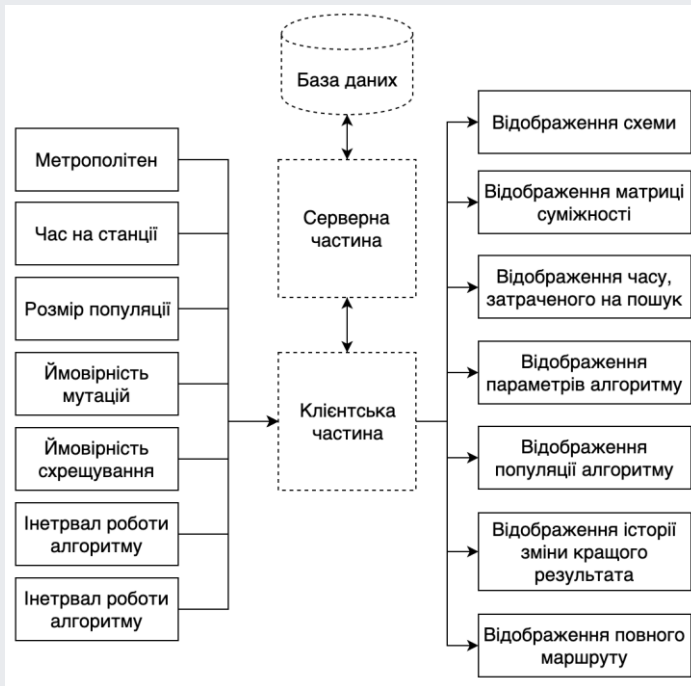 База даних
Метрополітен
Час на станції
Розмір популяції
Ймовірність
мутацій
Ймовірність
схрещування
Інетрвал роботи
алгоритму
Інетрвал роботи
алгоритму
Серверна
частина
Клієнтська
частина
Відображення схеми
Відображення матриці
суміжності
Відображення часу,
затраченого на пошук
Відображення
параметрів алгоритму
Відображення
популяції алгоритму
Відображення історії
зміни кращого
результата
Відображення повного
маршруту